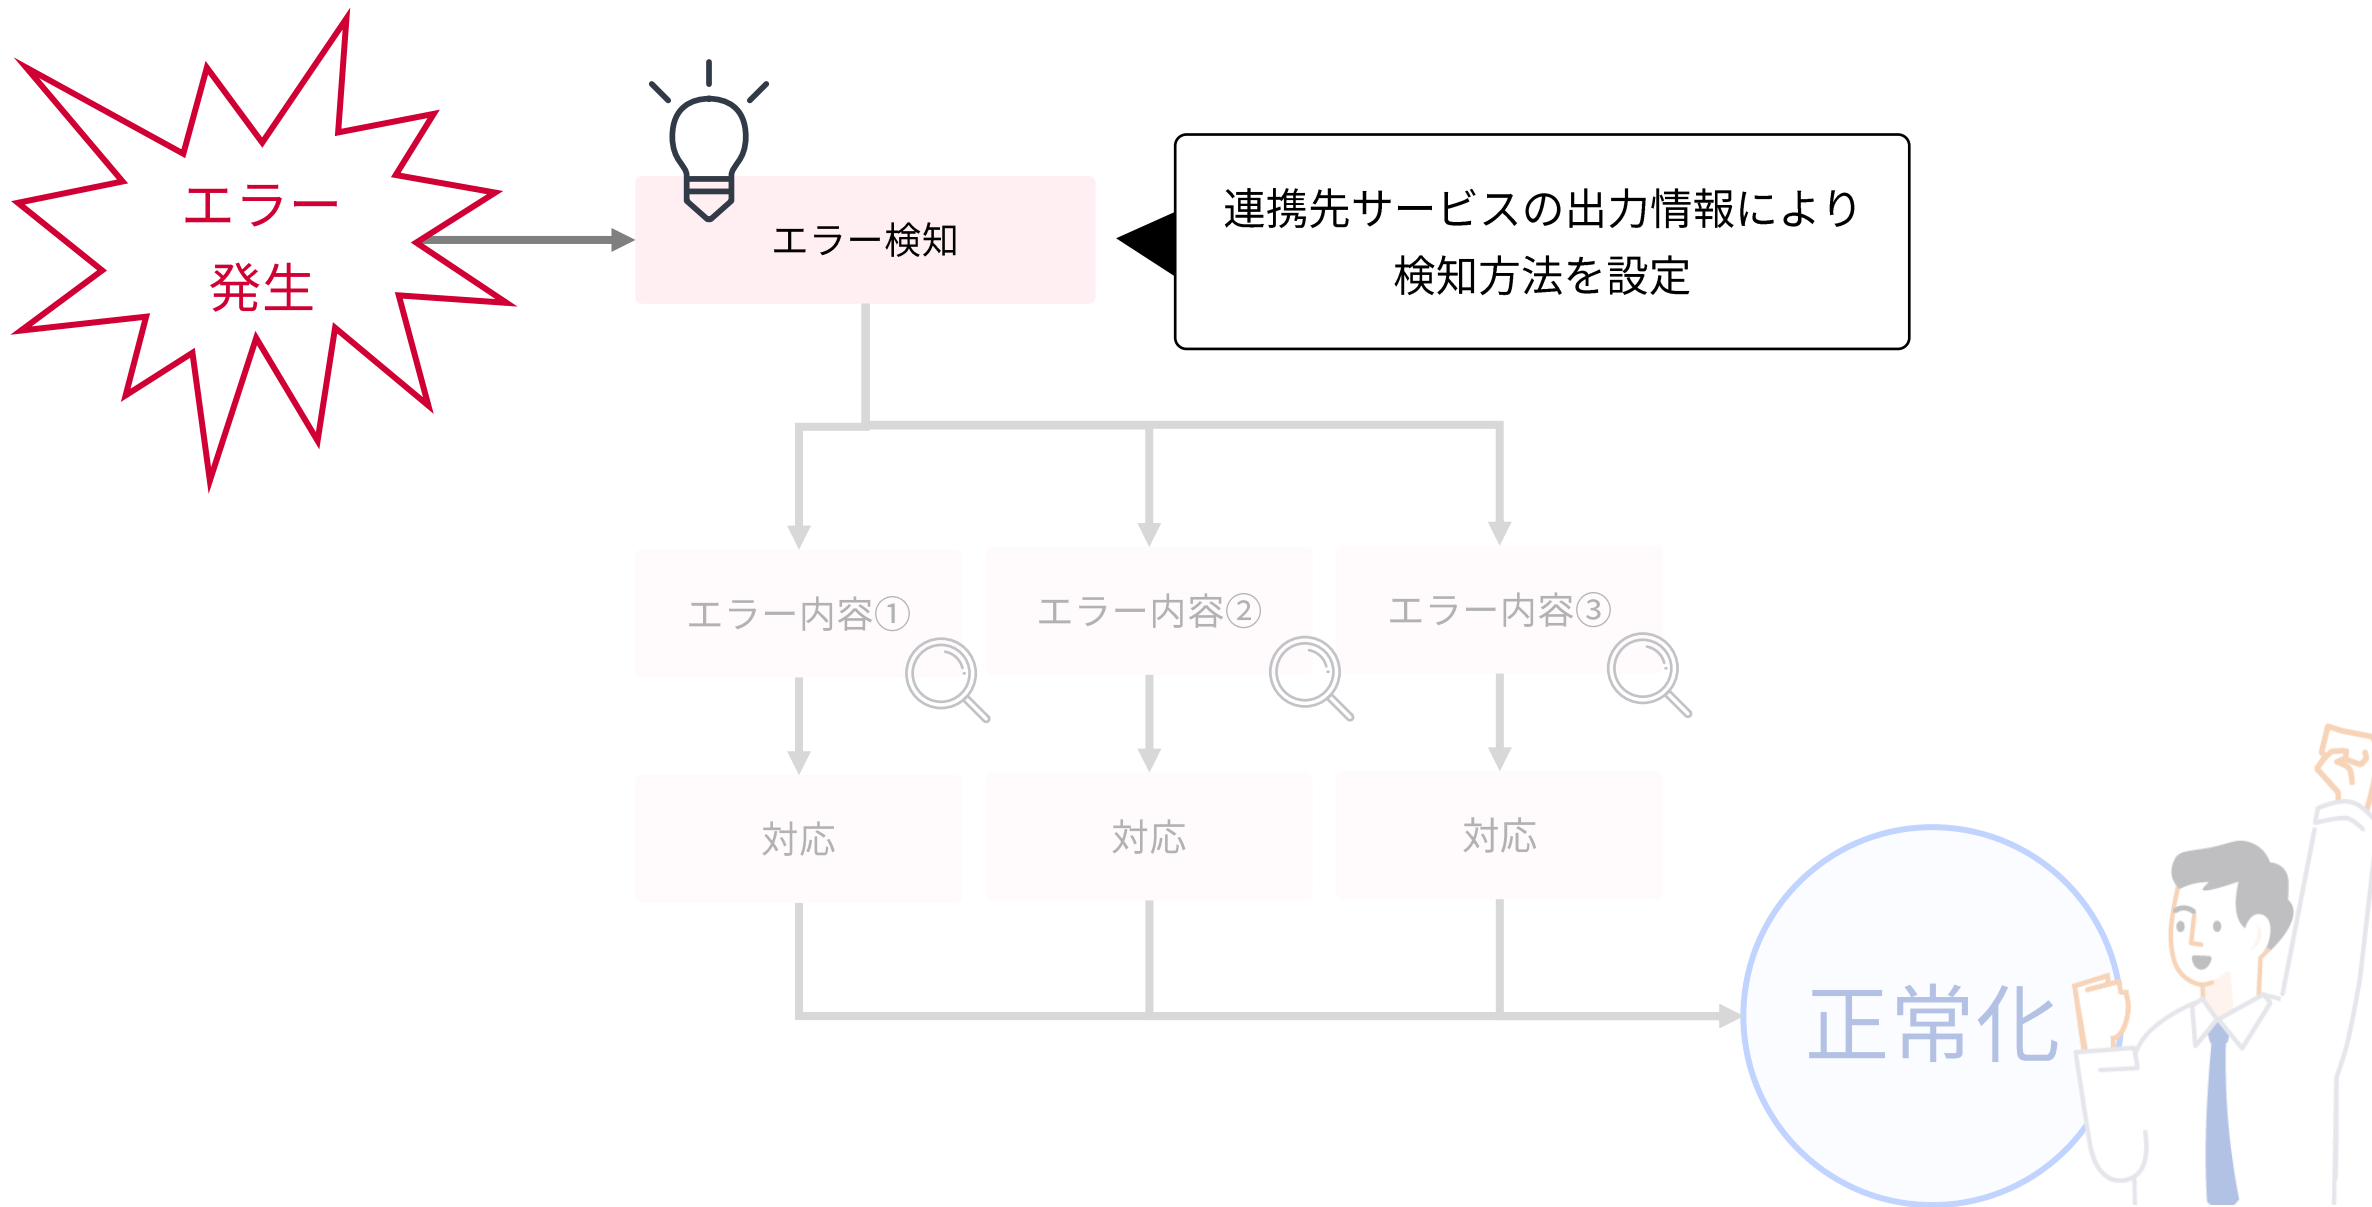 エラー
発生
エラー検知
連携先サービスの出力情報により
検知方法を設定
エラー内容①
エラー内容②
エラー内容③
対応
対応
対応
正常化